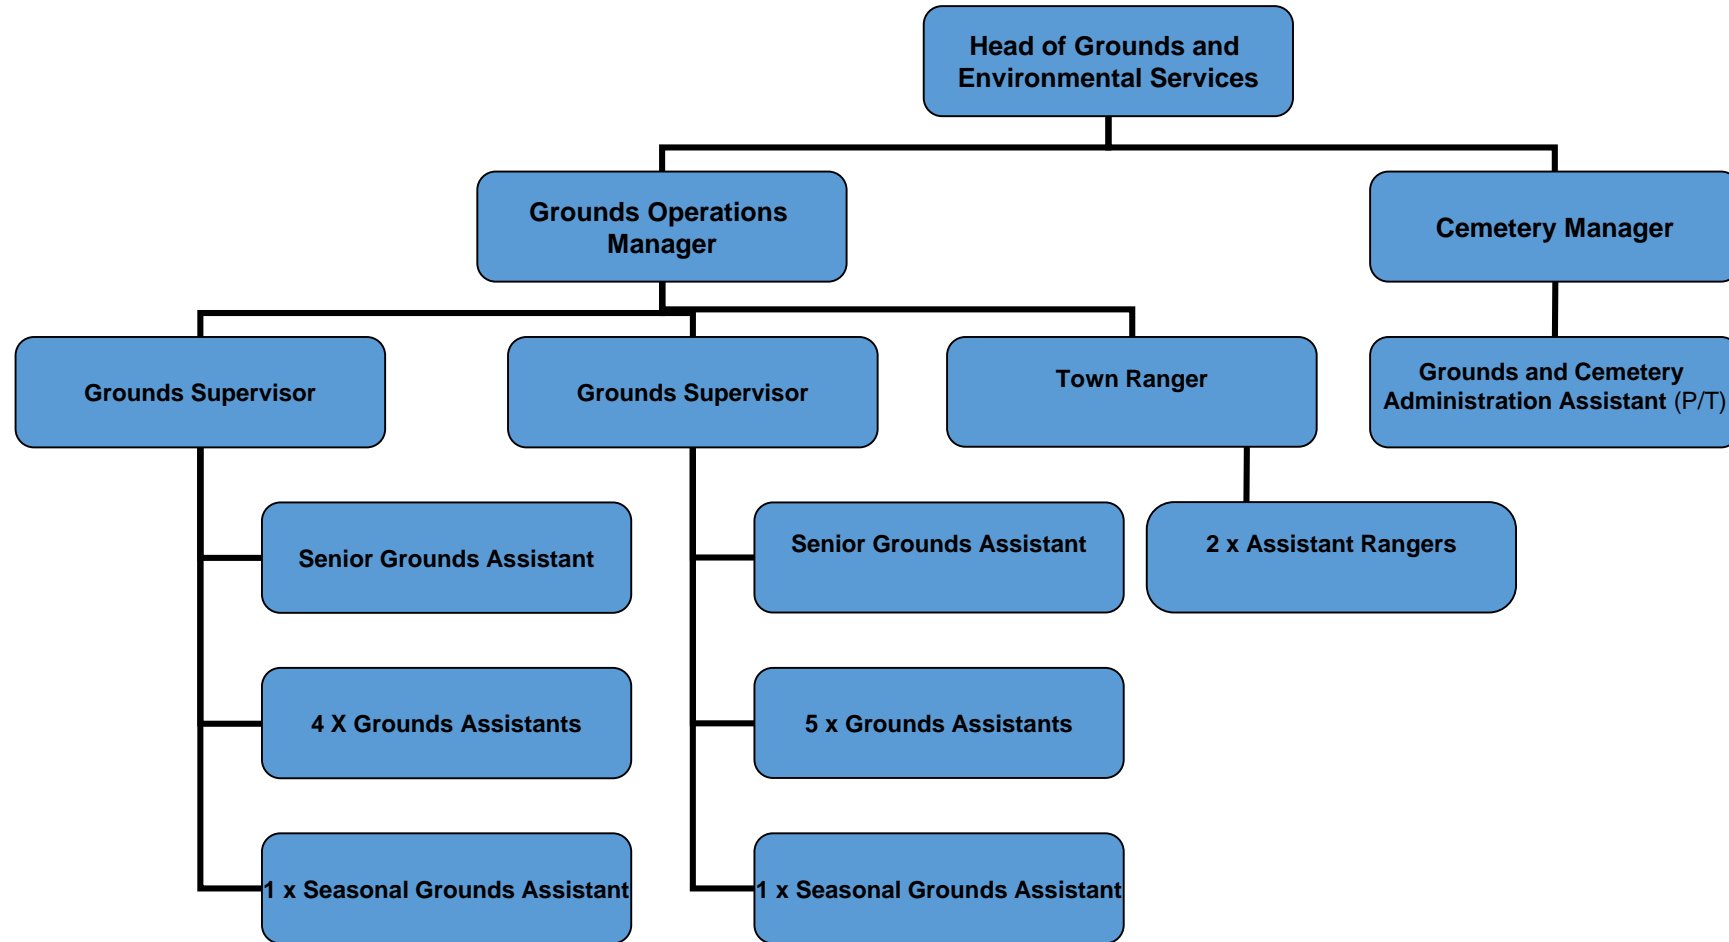 Head of Grounds and
Environmental Services
Grounds Operations
Manager
Cemetery Manager
Grounds Supervisor
Grounds Supervisor
Town Ranger
Grounds and Cemetery
Administration Assistant (P/T)
Senior Grounds Assistant
Senior Grounds Assistant
2 x Assistant Rangers
4 X Grounds Assistants
5 x Grounds Assistants
1 x Seasonal Grounds Assistant
1 x Seasonal Grounds Assistant